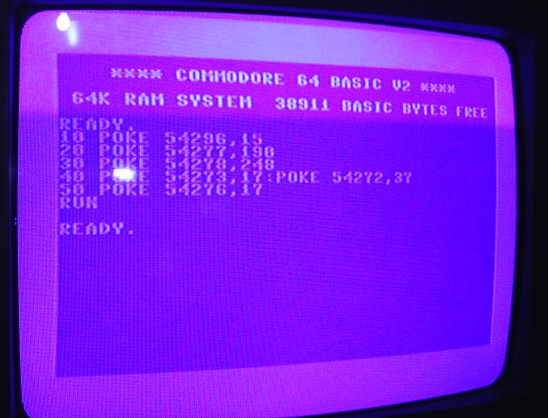 **** COMMODORE 64 BASIC V2 ****
64K RAM SYSTEM 38911 BASIC BYTES FREE
READY.
10 POKE 54296,15
20 POKE 54277,190
30 POKE 54278,248
40 POKE 54273,17:POKE 54272,37
50 POKE 54276,17
RUN
READY.